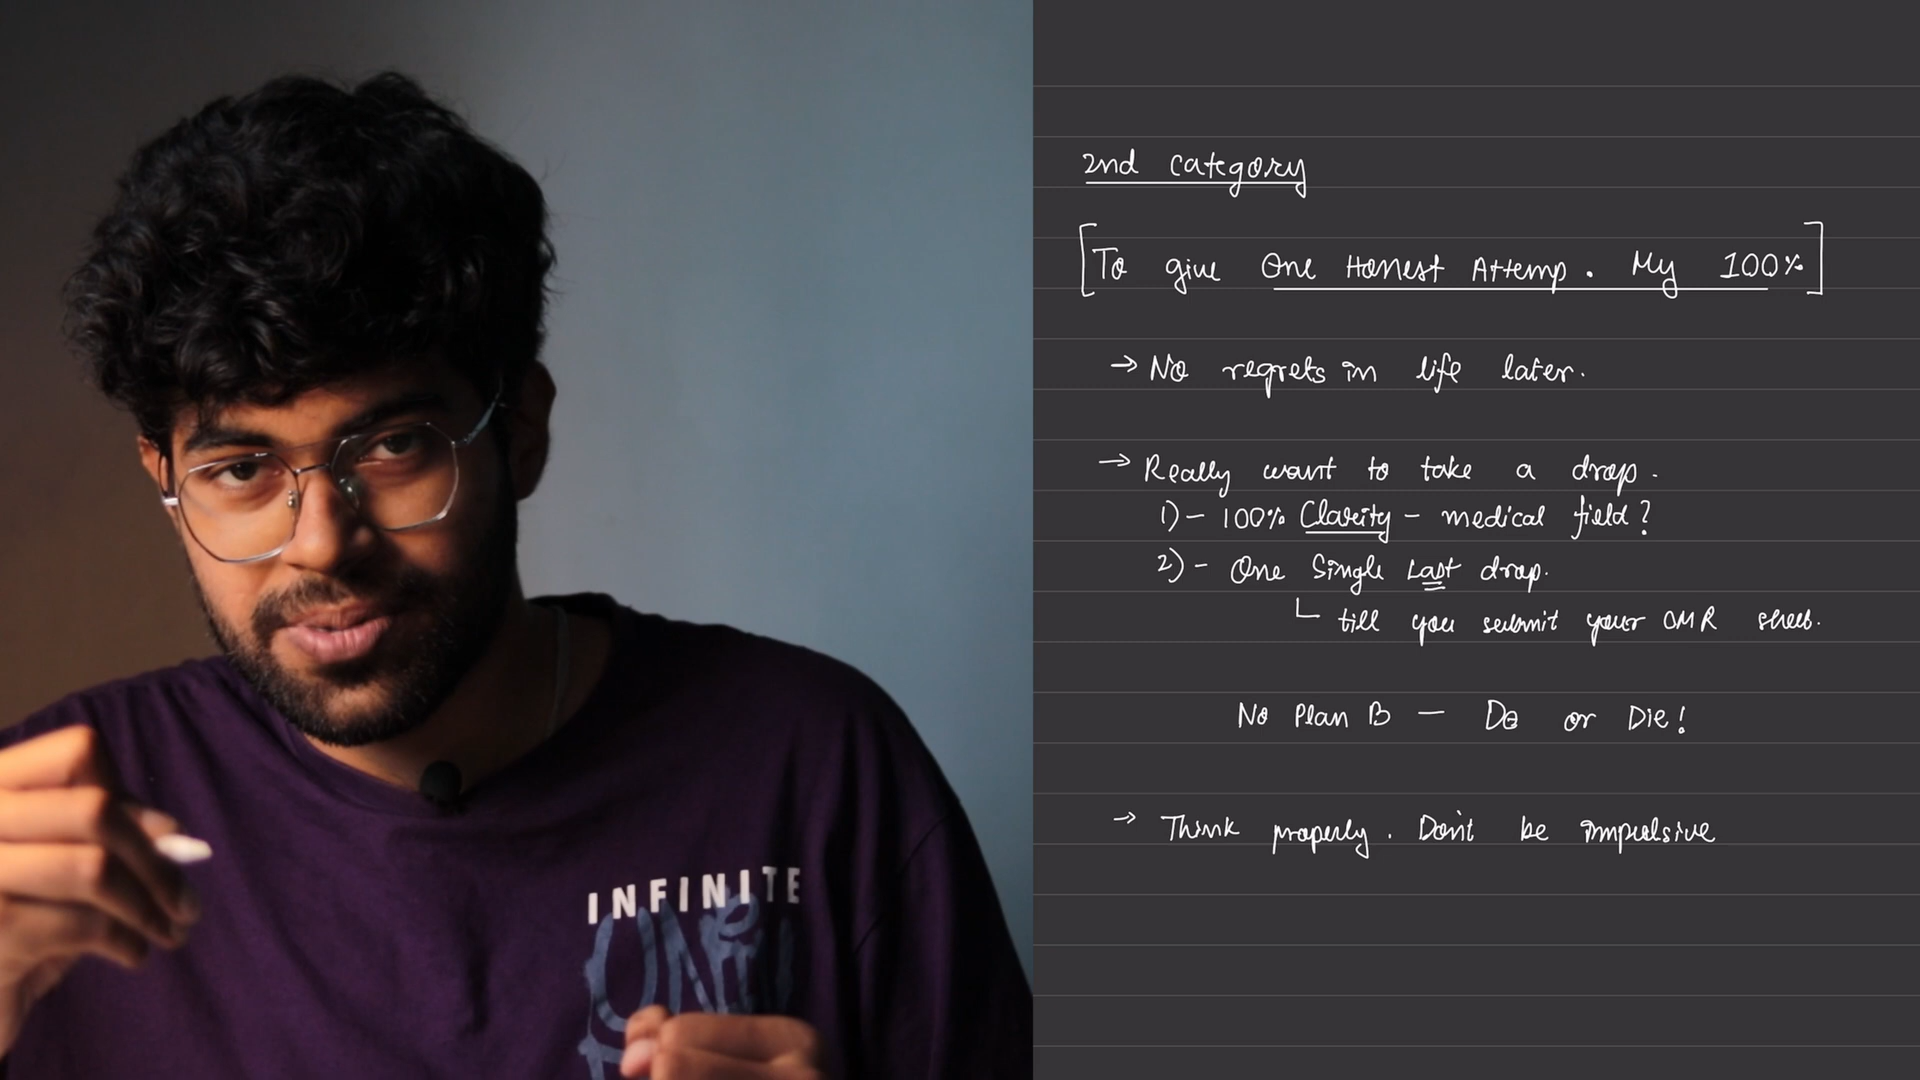 INFINITE
2nd category
[To give One Honest Attemp. My 100%]
→ No regrets in life later.
→ Really want to take a drop.
1) - 100% Clarity - medical field?
2) - One Single Last drop.
till you submit your OMR sheet.
No Plan B — Do or Die!
→ Think properly. Don't be impulsive